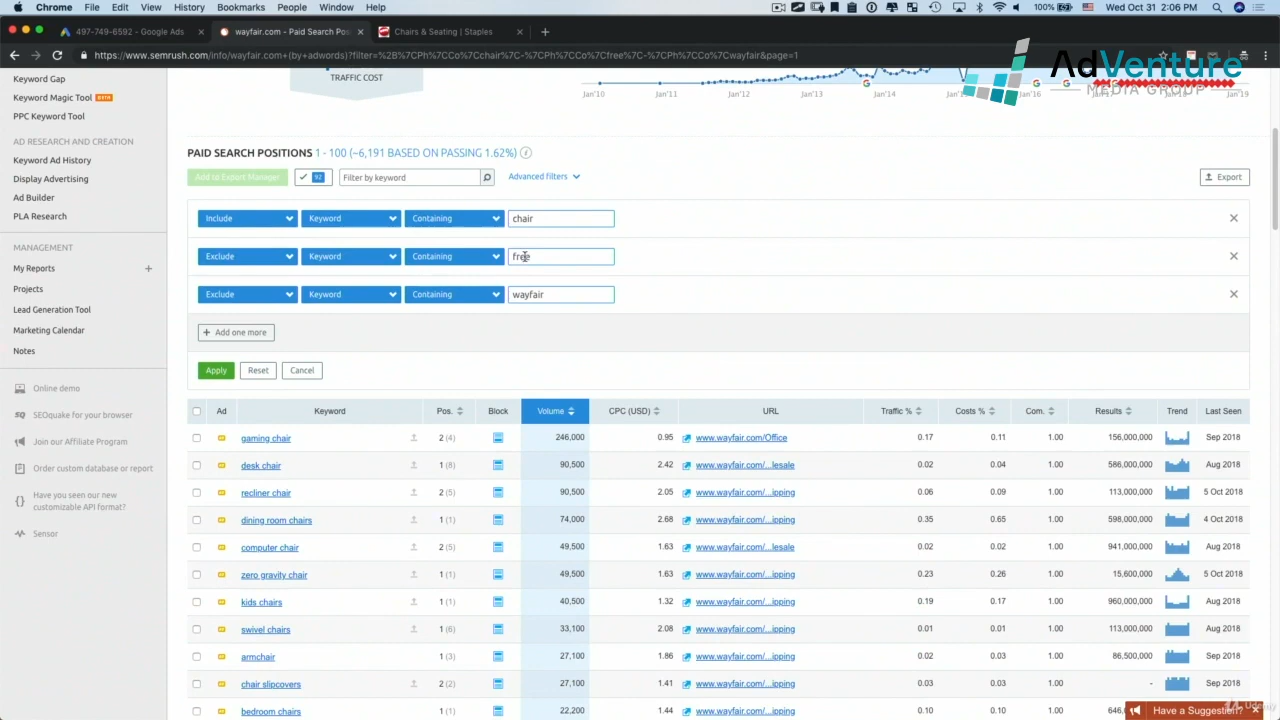 Chrome File Edit View History Bookmarks People Window Help 100% Wed Oct 31 2:06 PM
497-749-6592 - Google Ads × wayfair.com - Paid Search Pos × Chairs & Seating | Staples × +
https://www.semrush.com/info/wayfair.com+(by+adwords)?filter=%2B%7CPh%7CCo%7Cchair%7C-%7CPh%7CCo%7Cfree%7C-%7CPh%7CCo%7Cwayfair&page=1
AdVenture
MEDIA GROUP
Keyword Gap
Keyword Magic Tool BETA
PPC Keyword Tool
AD RESEARCH AND CREATION
Keyword Ad History
Display Advertising
Ad Builder
PLA Research
MANAGEMENT
My Reports +
Projects
Lead Generation Tool
Marketing Calendar
Notes
Online demo
SEOquake for your browser
Join our Affiliate Program
Order custom database or report
Have you seen our new
customizable API format?
Sensor
TRAFFIC COST
Jan'10 Jan'11 Jan'12 Jan'13 Jan'14 Jan'15 Jan'16 Jan'18 Jan'19
PAID SEARCH POSITIONS 1 - 100 (~6,191 BASED ON PASSING 1.62%) i
Add to Export Manager 92 Filter by keyword Advanced filters Export
Include Keyword Containing chair
Exclude Keyword Containing free
Exclude Keyword Containing wayfair
+ Add one more
Apply Reset Cancel
Ad Keyword Pos. Block Volume CPC (USD) URL Traffic % Costs % Com. Results Trend Last Seen
gaming chair 2 (4) 246,000 0.95 www.wayfair.com/Office 0.17 0.11 1.00 156,000,000 Sep 2018
desk chair 1 (8) 90,500 2.42 www.wayfair.com/...lesale 0.02 0.04 1.00 586,000,000 Aug 2018
recliner chair 2 (5) 90,500 2.05 www.wayfair.com/...ipping 0.06 0.09 1.00 113,000,000 5 Oct 2018
dining room chairs 1 (1) 74,000 2.68 www.wayfair.com/...ipping 0.35 0.65 1.00 598,000,000 4 Oct 2018
computer chair 2 (5) 49,500 1.63 www.wayfair.com/...lesale 0.02 0.02 1.00 941,000,000 Aug 2018
zero gravity chair 1 (1) 49,500 1.63 www.wayfair.com/...ipping 0.23 0.26 1.00 15,600,000 5 Oct 2018
kids chairs 1 (1) 40,500 1.32 www.wayfair.com/...ipping 0.19 0.17 1.00 960,000,000 Aug 2018
swivel chairs 1 (6) 33,100 2.08 www.wayfair.com/...ipping 0.01 0.01 1.00 113,000,000 Aug 2018
armchair 1 (3) 27,100 1.86 www.wayfair.com/...ipping 0.02 0.03 1.00 86,500,000 Sep 2018
chair slipcovers 2 (2) 27,100 1.41 www.wayfair.com/...ipping 0.03 0.03 1.00 - Sep 2018
bedroom chairs 1 (1) 22,200 1.44 www.wayfair.com/...ipping 0.10 0.10 1.00
Have a Suggestion? ×
Udemy